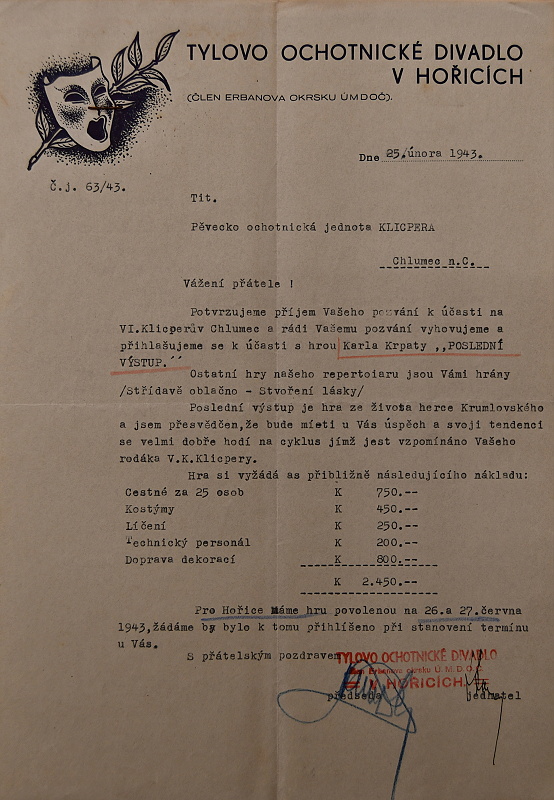 TYLOVO OCHOTNICKÉ DIVADLO
V HOŘICÍCH
(ČLEN ERBANOVA OKRSKU ÚMDOČ).
Dne 25/února 1943.
Č.j. 63/43.
Tit.
Pěvecko ochotnická jednota KLICPERA
Chlumec n.C.
Vážení přátele !
Potvrzujeme příjem Vašeho pozvání k účasti na
VI.Klicperův Chlumec a rádi Vašemu pozvání vyhovujeme a
přihlašujeme se k účasti s hrou Karla Krpaty ,,POSLEDNÍ
VÝSTUP.´´
Ostatní hry našeho repertoiaru jsou Vámi hrány
/Střídavě oblačno - Stvoření lásky/
Poslední výstup je hra ze života herce Krumlovského
a jsem přesvědčen,že bude míeti u Vás úspěch a svoji tendencí
se velmi dobře hodí na cyklus jímž jest vzpomínáno Vašeho
rodáka V.K.Klicpery.
Hra si vyžádá as přibližně následujícího nákladu:
Cestné za 25 osob K 750.--
Kostýmy K 450.--
Líčení K 250.--
Technický personál K 200.--
Doprava dekorací K 800.--
K 2.450.--
Pro Hořice máme hru povolenou na 26.a 27.června
1943,žádáme by bylo k tomu přihlíšeno při stanovení termínu
u Vás.
S přátelským pozdravem
TYLOVO OCHOTNICKÉ DIVADLO
Člen Erbanova okrsku Ú.M.D.O.Č.
V HOŘICÍCH.
předseda jednatel